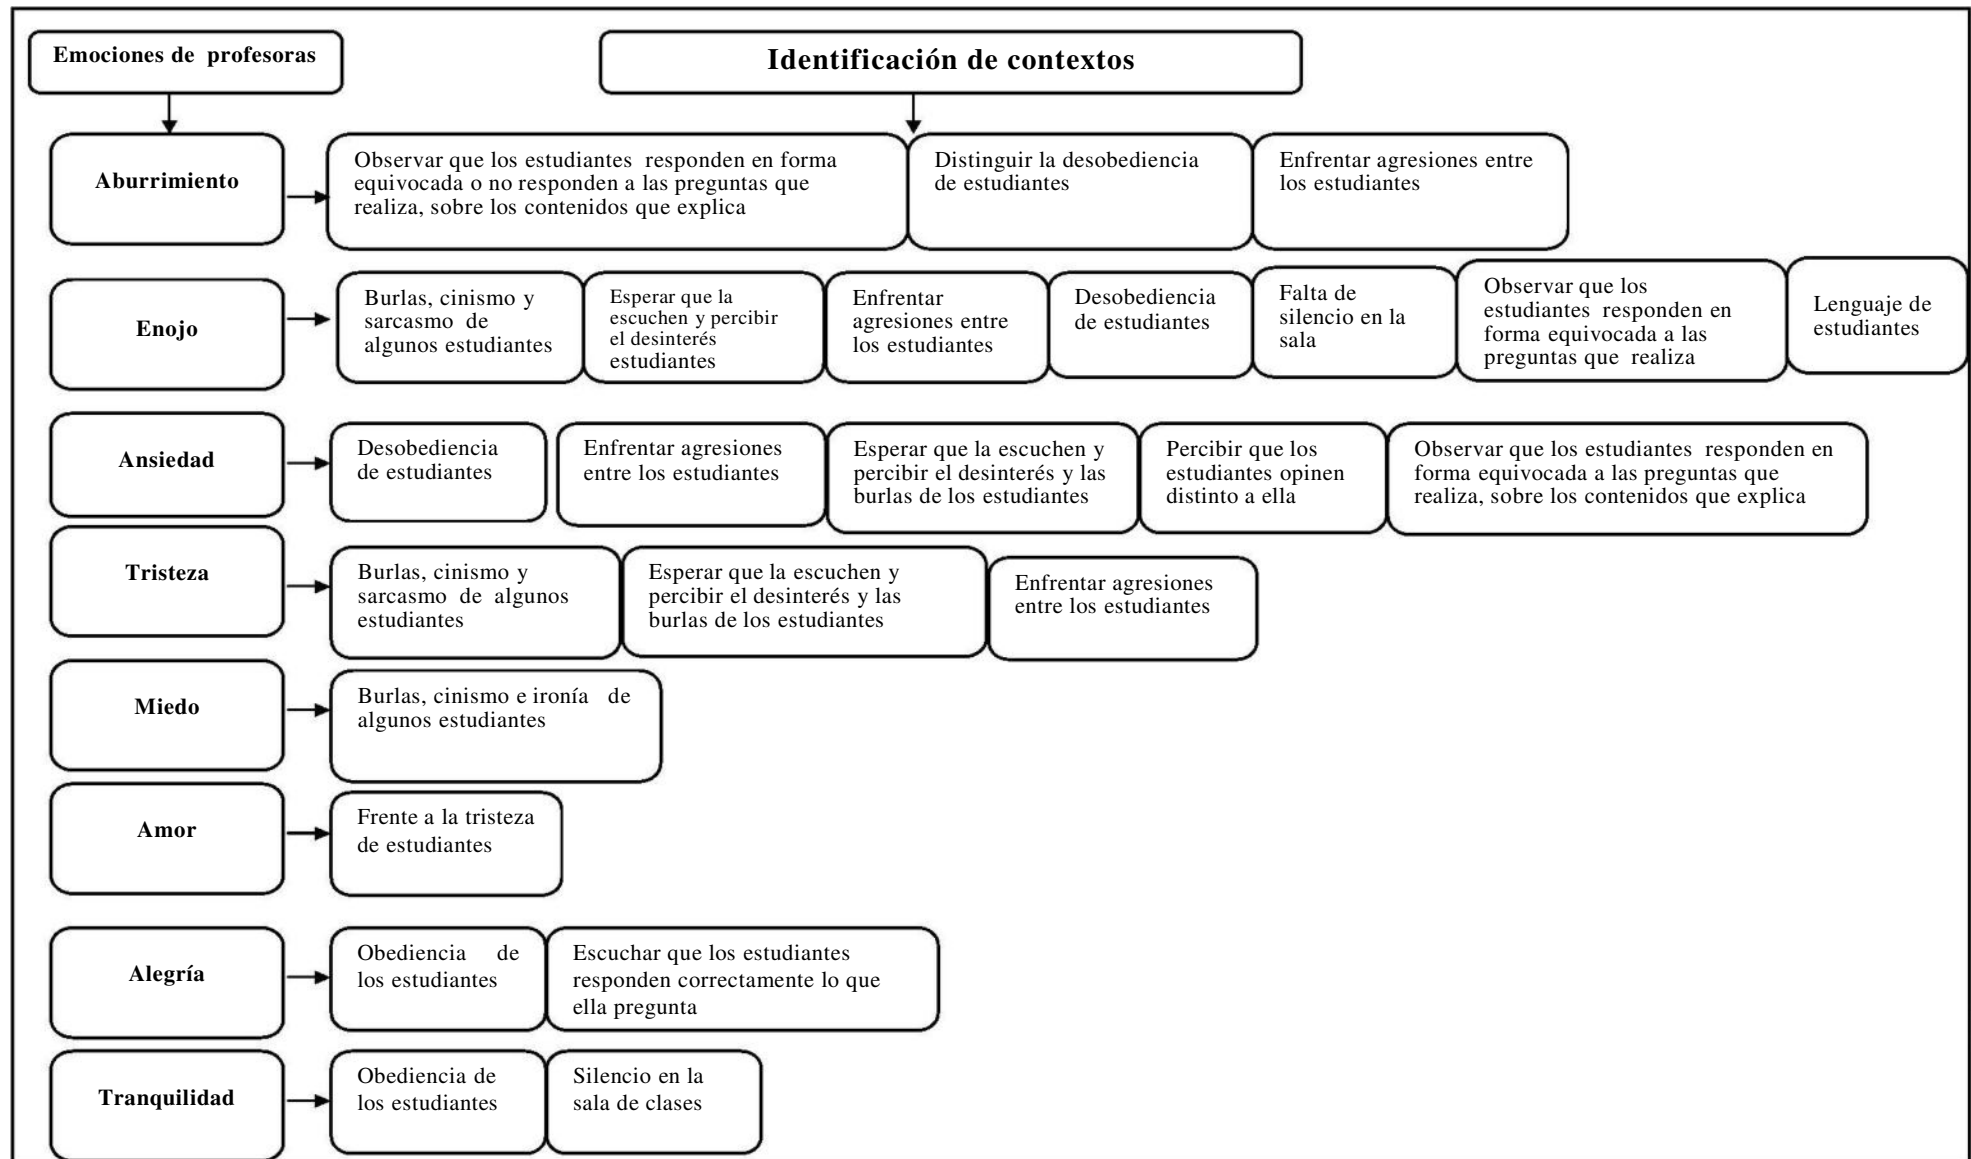 Emociones de profesoras
Identificación de contextos
Aburrimiento
Observar que los estudiantes responden en forma
equivocada o no responden a las preguntas que
realiza, sobre los contenidos que explica
Distinguir la desobediencia
de estudiantes
Enfrentar agresiones entre
los estudiantes
Enojo
Burlas, cinismo y
sarcasmo de
algunos estudiantes
Esperar que la
escuchen y percibir
el desinterés
estudiantes
Enfrentar
agresiones entre
los estudiantes
Desobediencia
de estudiantes
Falta de
silencio en la
sala
Observar que los
estudiantes responden en
forma equivocada a las
preguntas que realiza
Lenguaje de
estudiantes
Ansiedad
Desobediencia
de estudiantes
Enfrentar agresiones
entre los estudiantes
Esperar que la escuchen y
percibir el desinterés y las
burlas de los estudiantes
Percibir que los
estudiantes opinen
distinto a ella
Observar que los estudiantes responden en
forma equivocada a las preguntas que
realiza, sobre los contenidos que explica
Tristeza
Burlas, cinismo y
sarcasmo de algunos
estudiantes
Esperar que la escuchen y
percibir el desinterés y las
burlas de los estudiantes
Enfrentar agresiones
entre los estudiantes
Miedo
Burlas, cinismo e ironía de
algunos estudiantes
Amor
Frente a la tristeza
de estudiantes
Alegría
Obediencia de
los estudiantes
Escuchar que los estudiantes
responden correctamente lo que
ella pregunta
Tranquilidad
Obediencia de
los estudiantes
Silencio en la
sala de clases